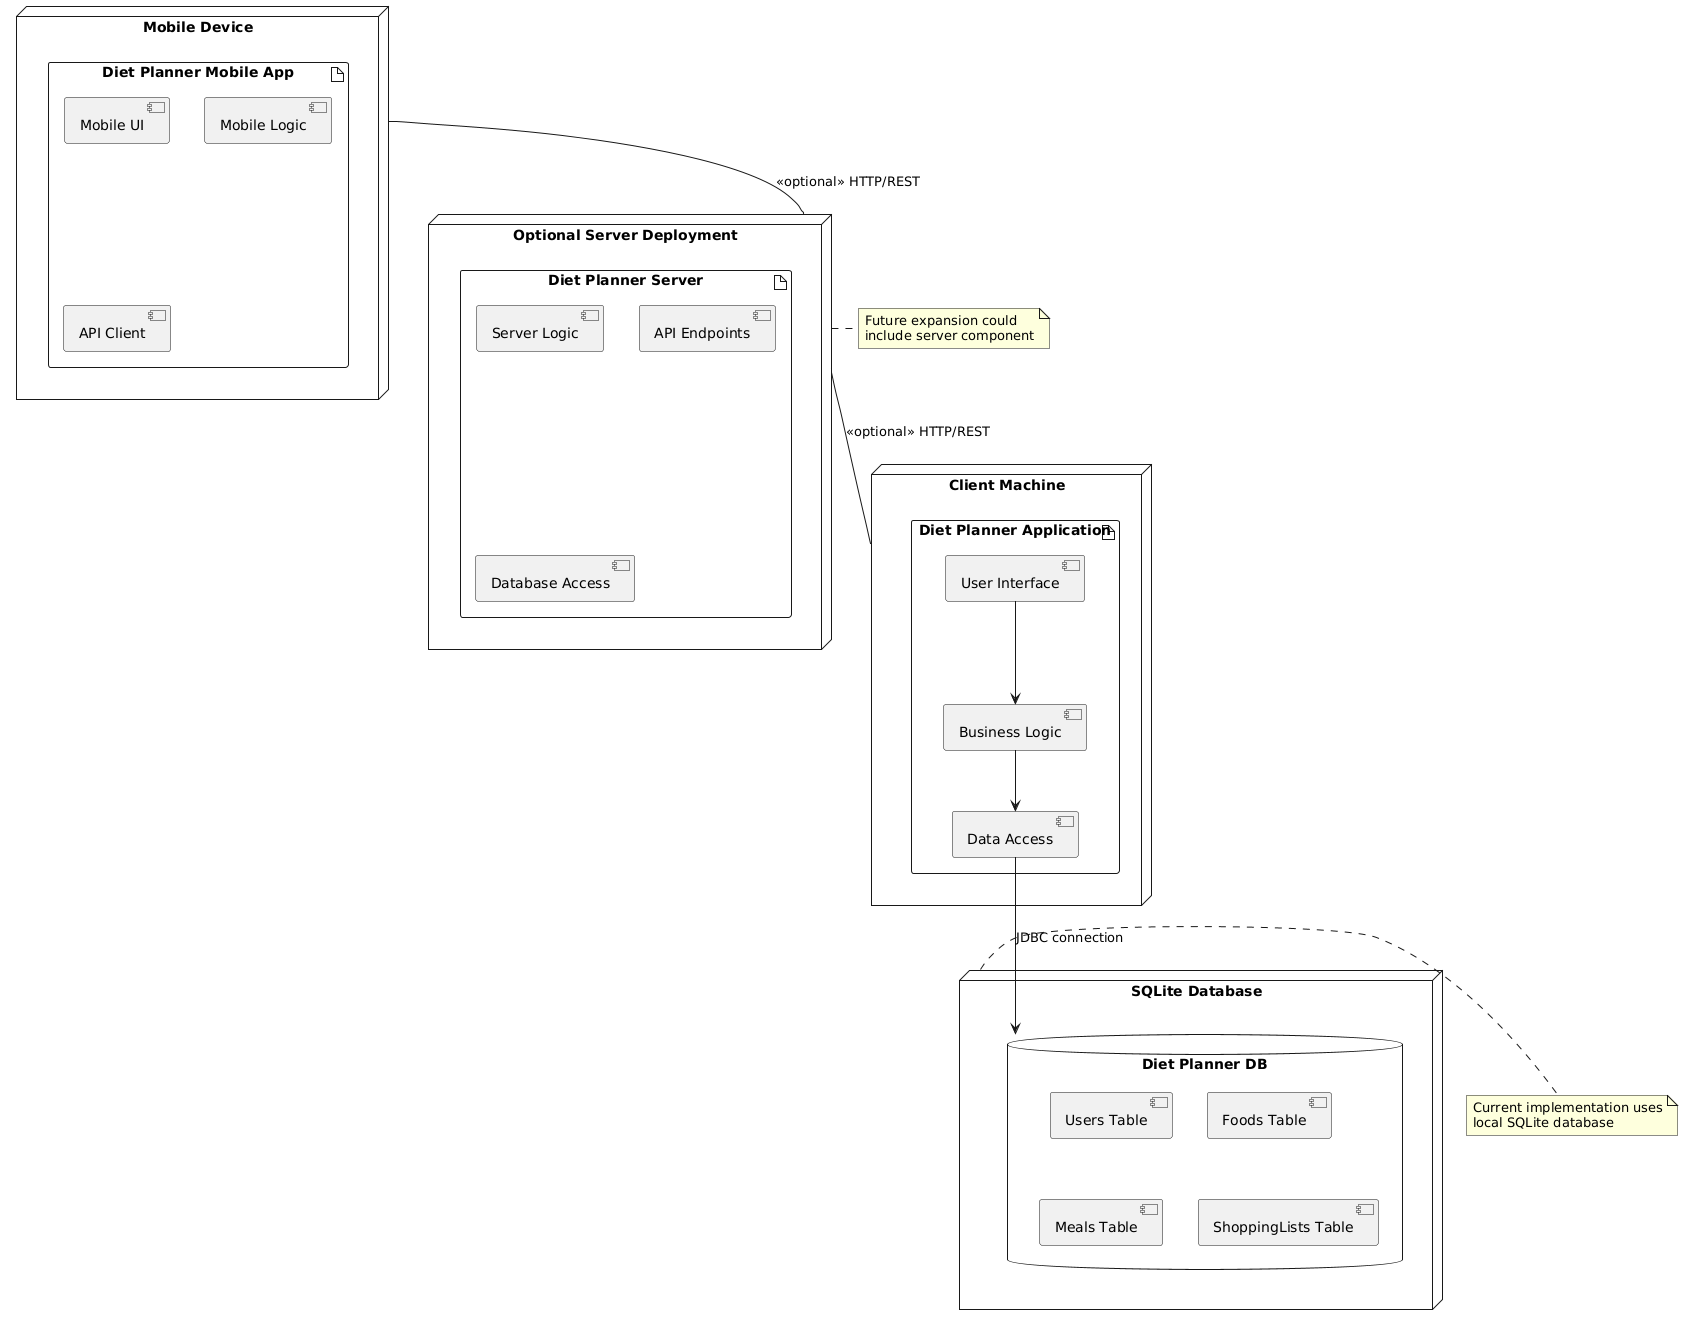 Mobile Device
Diet Planner Mobile App
Mobile UI
Mobile Logic
API Client
«optional» HTTP/REST
Optional Server Deployment
Diet Planner Server
Server Logic
API Endpoints
Database Access
Future expansion could
include server component
«optional» HTTP/REST
Client Machine
Diet Planner Application
User Interface
Business Logic
Data Access
JDBC connection
SQLite Database
Diet Planner DB
Users Table
Foods Table
Meals Table
ShoppingLists Table
Current implementation uses
local SQLite database